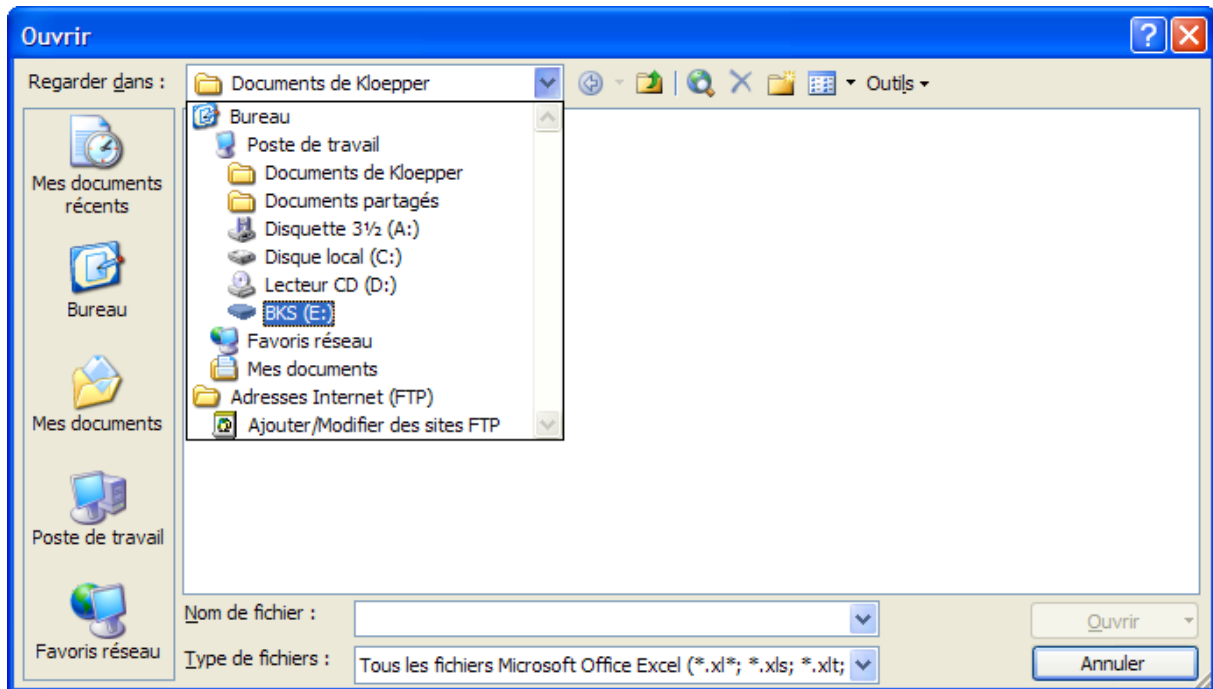 Ouvrir
Regarder dans :
Documents de Kloepper
Outils
Bureau
Poste de travail
Documents de Kloepper
Documents partagés
Disquette 3½ (A:)
Disque local (C:)
Lecteur CD (D:)
BKS (E:)
Favoris réseau
Mes documents
Adresses Internet (FTP)
Ajouter/Modifier des sites FTP
Mes documents
récents
Bureau
Mes documents
Poste de travail
Favoris réseau
Nom de fichier :
Ouvrir
Type de fichiers :
Tous les fichiers Microsoft Office Excel (*.xl*; *.xls; *.xlt;
Annuler